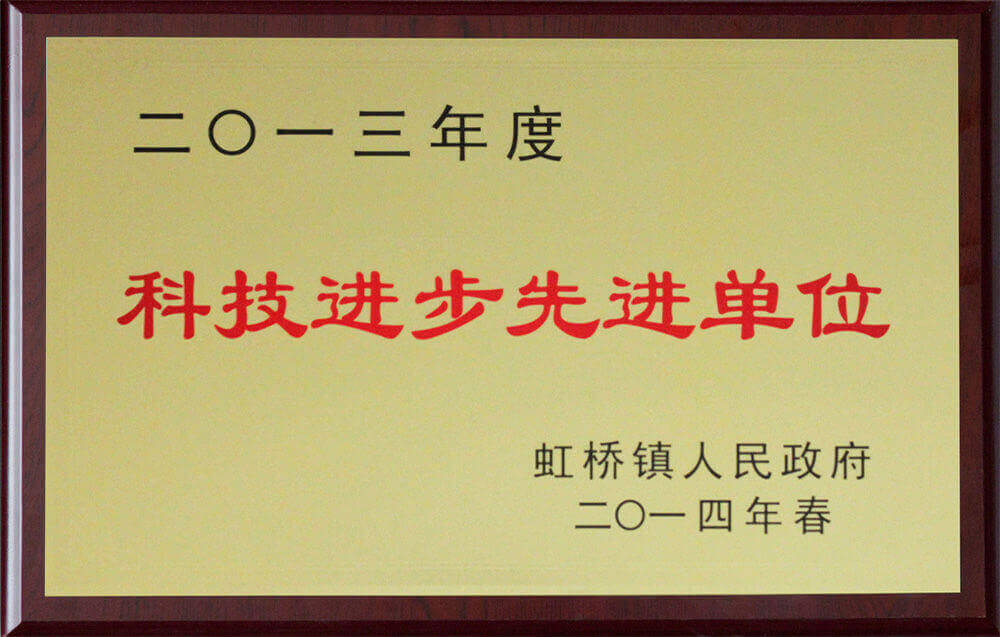 二〇一三年度
科技进步先进单位
虹桥镇人民政府
二〇一四年春